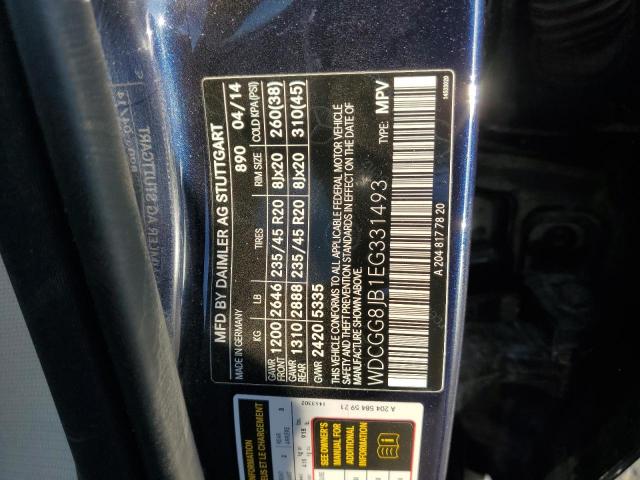 MFD BY DAIMLER AG STUTTGART
MADE IN GERMANY 890 04/14
KG LB TIRES RIM SIZE COLD KPA(PSI)
GAWR FRONT 1200 2646 235/45 R20 8Jx20 260(38)
GAWR REAR 1310 2888 235/45 R20 8Jx20 310(45)
GVWR 2420 5335
THIS VEHICLE CONFORMS TO ALL APPLICABLE FEDERAL MOTOR VEHICLE
SAFETY AND THEFT PREVENTION STANDARDS IN EFFECT ON THE DATE OF
MANUFACTURE SHOWN ABOVE.
TYPE: MPV
WDCGG8JB1EG331493
A 204 817 78 20
14533020
A 204 584 59 21
SEE OWNER'S
MANUAL FOR
ADDITIONAL
INFORMATION
ET LE CHARGEMENT